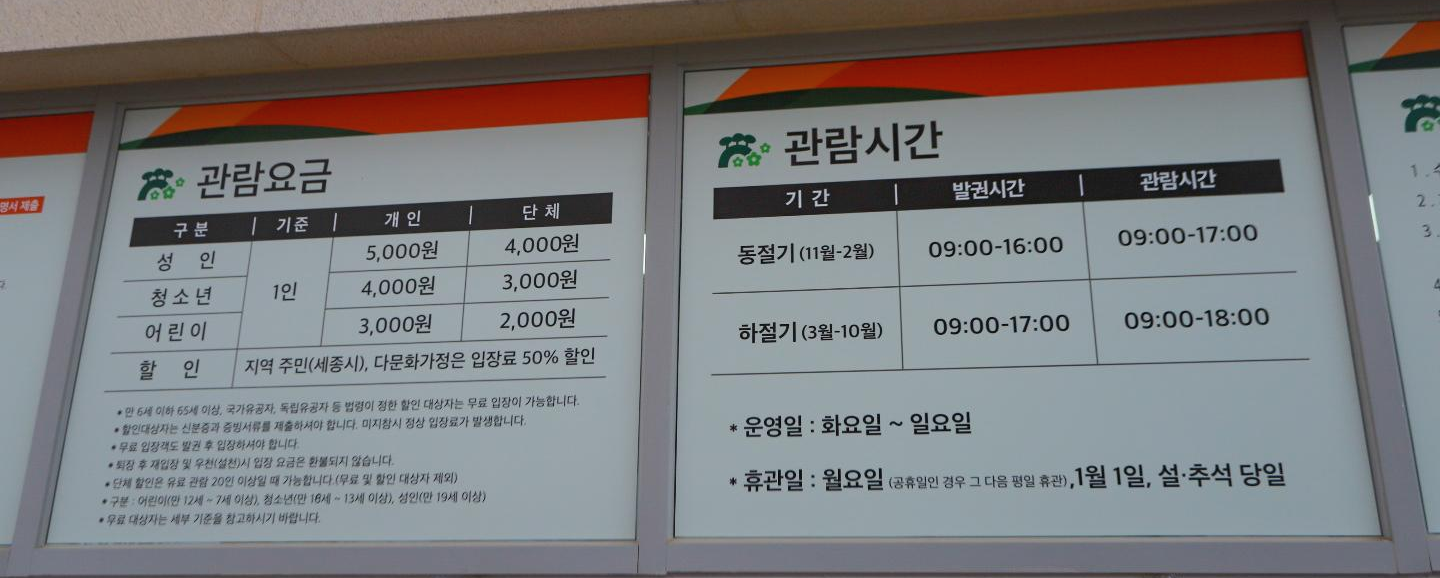 명서 제출
관람요금
구 분 | 기 준 | 개 인 | 단 체
성 인 1인 5,000원 4,000원
청 소 년 4,000원 3,000원
어 린 이 3,000원 2,000원
할 인 지역 주민(세종시), 다문화가정은 입장료 50% 할인
* 만 6세 이하 65세 이상, 국가유공자, 독립유공자 등 법령이 정한 할인 대상자는 무료 입장이 가능합니다.
* 할인대상자는 신분증과 증빙서류를 제출하셔야 합니다. 미지참시 정상 입장료가 발생합니다.
* 무료 입장객도 발권 후 입장하셔야 합니다.
* 퇴장 후 재입장 및 우천(설천)시 입장 요금은 환불되지 않습니다.
* 단체 할인은 유료 관람 20인 이상일 때 가능합니다.(무료 및 할인 대상자 제외)
* 구분 : 어린이(만 12세 ~ 7세 이상), 청소년(만 18세 ~ 13세 이상), 성인(만 19세 이상)
* 무료 대상자는 세부 기준을 참고하시기 바랍니다.
관람시간
기 간 | 발권시간 | 관람시간
동절기 (11월-2월) 09:00-16:00 09:00-17:00
하절기 (3월-10월) 09:00-17:00 09:00-18:00
* 운영일 : 화요일 ~ 일요일
* 휴관일 : 월요일 (공휴일인 경우 그 다음 평일 휴관),1월 1일, 설·추석 당일
1.
2.
3.